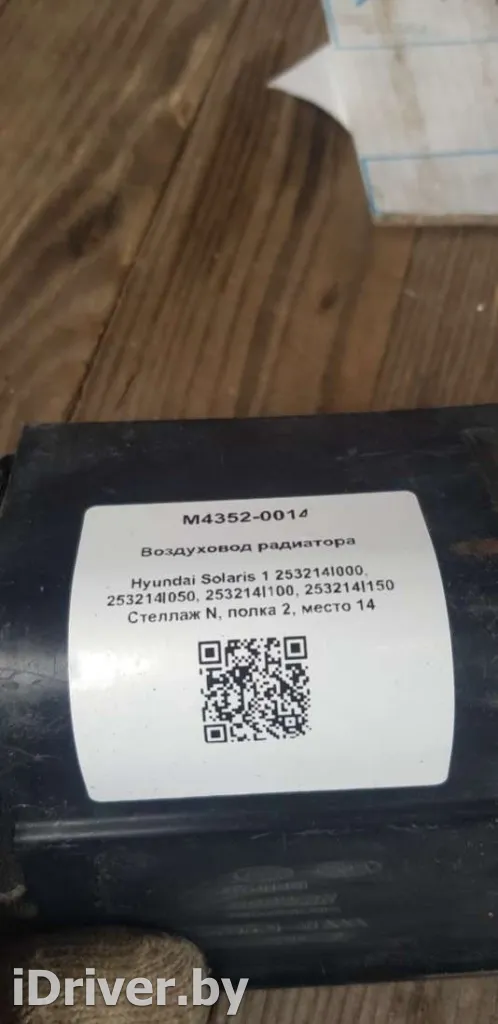 M4352-0014
Воздуховод радиатора
Hyundai Solaris 1 253214l000,
253214l050, 253214l100, 253214l150
Стеллаж N, полка 2, место 14
iDriver.by